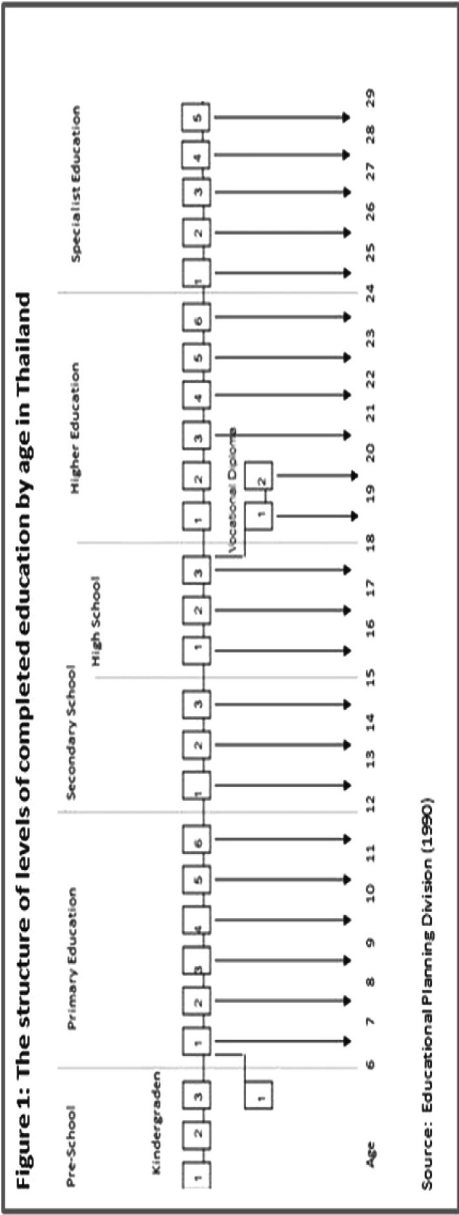 Figure 1: The structure of levels of completed education by age in Thailand
Pre-School Primary Education Secondary School Higher Education Specialist Education
High School
Kindergraden
1 2 3 1 2 3 4 5 6 1 2 3 1 2 3 1 2 3 4 5 6 1 2 3 4 5
Vocational Diploma
1 1 2
Age 6 7 8 9 10 11 12 13 14 15 16 17 18 19 20 21 22 23 24 25 26 27 28 29
Source: Educational Planning Division (1990)